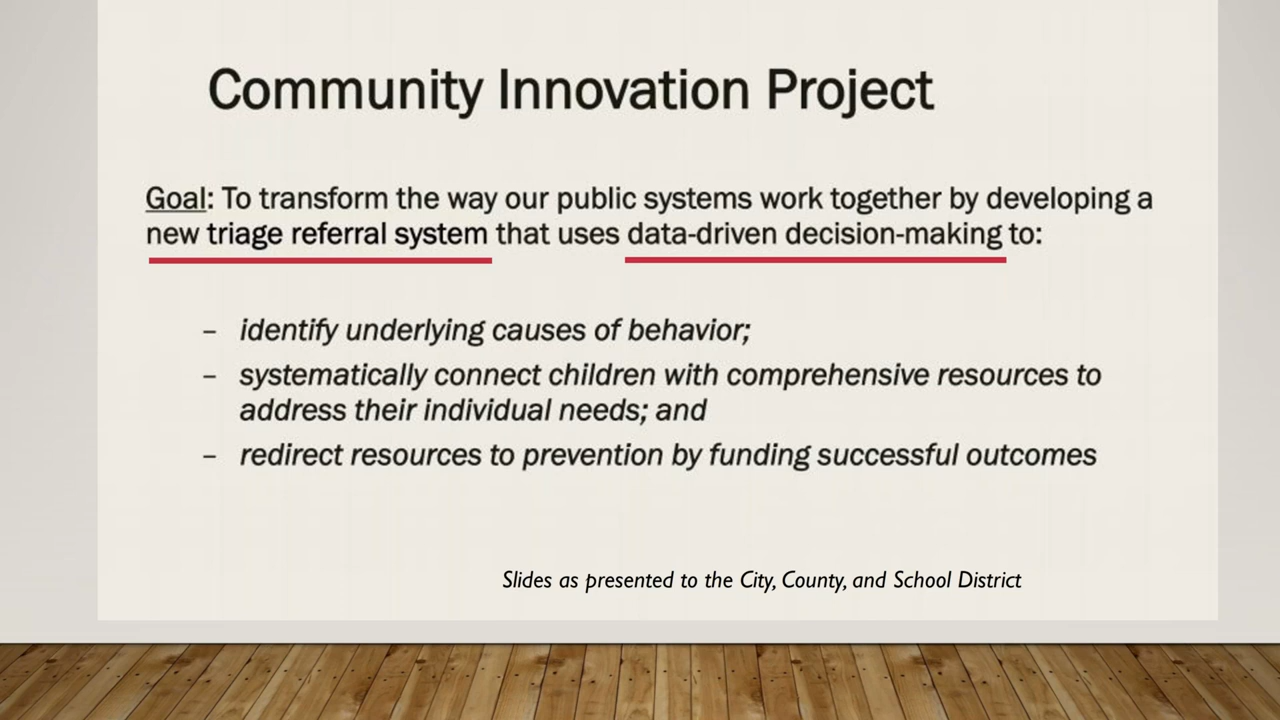 Community Innovation Project
Goal: To transform the way our public systems work together by developing a
new triage referral system that uses data-driven decision-making to:
– identify underlying causes of behavior;
– systematically connect children with comprehensive resources to
address their individual needs; and
– redirect resources to prevention by funding successful outcomes
Slides as presented to the City, County, and School District